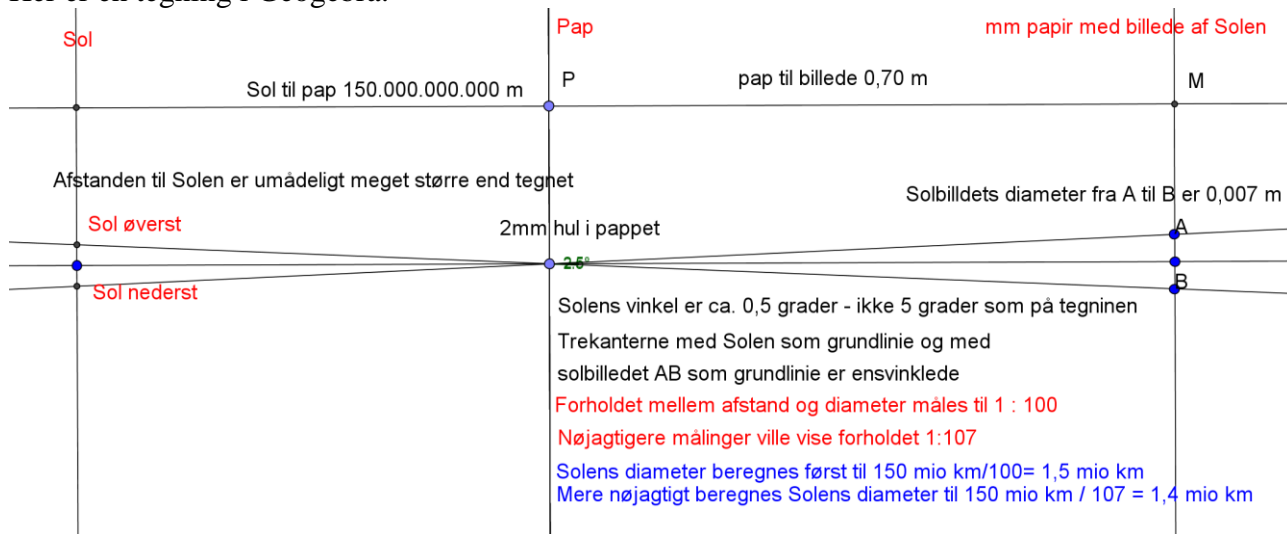 Her er en tegning i Geogebra.
Sol
Pap
mm papir med billede af Solen
Sol til pap 150.000.000.000 m
P
pap til billede 0,70 m
M
Afstanden til Solen er umådeligt meget større end tegnet
Solbilldets diameter fra A til B er 0,007 m
Sol øverst
2mm hul i pappet
A
2.5°
Sol nederst
B
Solens vinkel er ca. 0,5 grader - ikke 5 grader som på tegninen
Trekanterne med Solen som grundlinie og med
solbilledet AB som grundlinie er ensvinklede
Forholdet mellem afstand og diameter måles til 1 : 100
Nøjagtigere målinger ville vise forholdet 1:107
Solens diameter beregnes først til 150 mio km/100= 1,5 mio km
Mere nøjagtigt beregnes Solens diameter til 150 mio km / 107 = 1,4 mio km